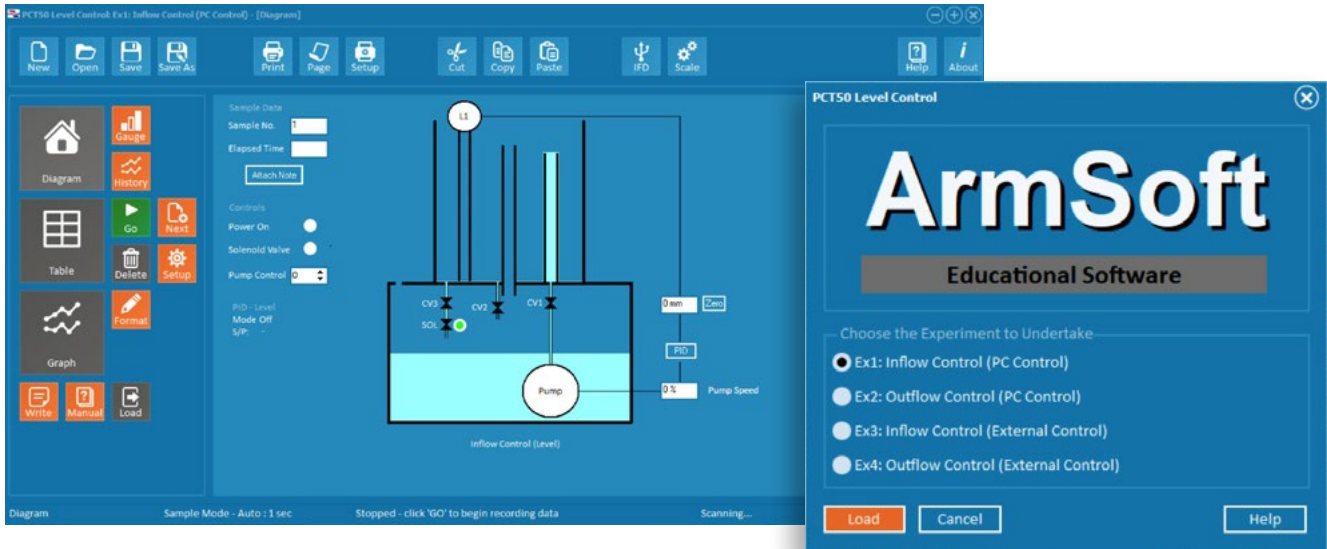 PCT50 Level Control: Ex1: Inflow Control (PC Control) - [Diagram]
New Open Save Save As Print Page Setup Cut Copy Paste IFD Scale Help About
Diagram
Gauge
History
Table
Go
Next
Delete
Setup
Graph
Format
Write
Manual
Load
Sample Data
Sample No. 1
Elapsed Time
Attach Note
Controls
Power On
Solenoid Valve
Pump Control 0
PID - Level
Mode Off
S/P: -
L1
CV3
CV2
CV1
SOL
Pump
0 mm Zero
PID
0 % Pump Speed
Inflow Control (Level)
Diagram Sample Mode - Auto : 1 sec Stopped - click 'GO' to begin recording data Scanning...
PCT50 Level Control
ArmSoft
Educational Software
Choose the Experiment to Undertake
Ex1: Inflow Control (PC Control)
Ex2: Outflow Control (PC Control)
Ex3: Inflow Control (External Control)
Ex4: Outflow Control (External Control)
Load Cancel Help